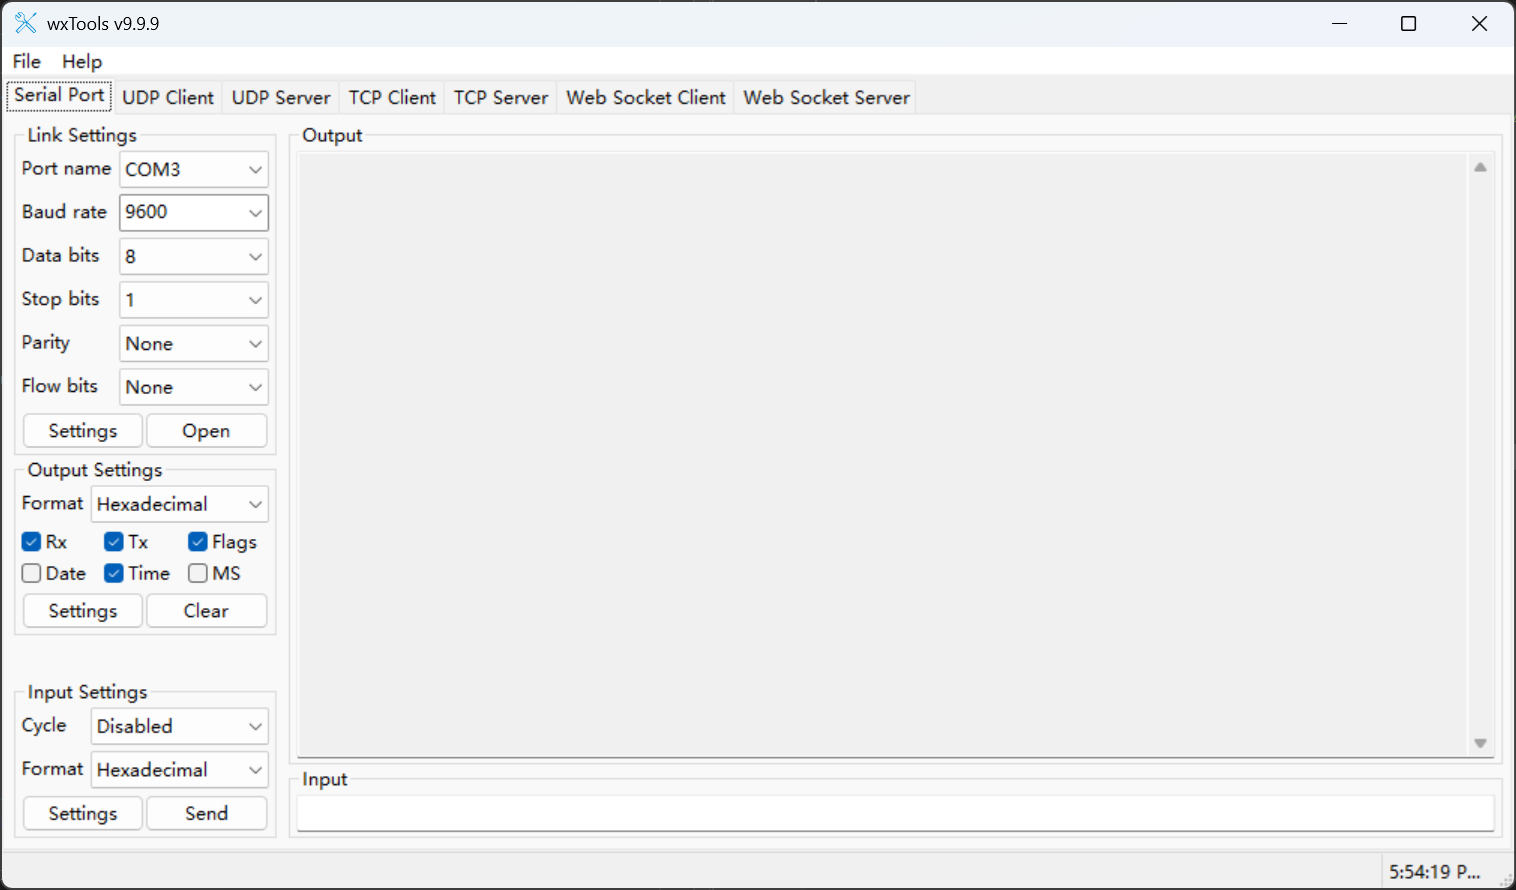 wxTools v9.9.9
File Help
Serial Port UDP Client UDP Server TCP Client TCP Server Web Socket Client Web Socket Server
Link Settings
Port name COM3
Baud rate 9600
Data bits 8
Stop bits 1
Parity None
Flow bits None
Settings Open
Output Settings
Format Hexadecimal
Rx Tx Flags
Date Time MS
Settings Clear
Input Settings
Cycle Disabled
Format Hexadecimal
Settings Send
Output
Input
5:54:19 P...